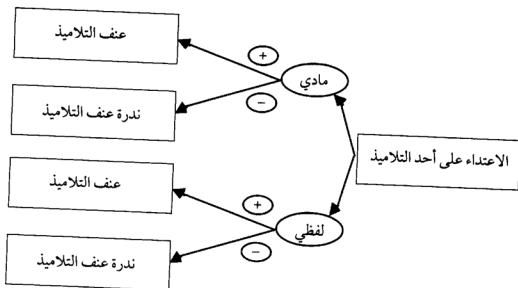 الاعتداء على أحد التلاميذ
مادي
+
عنف التلاميذ
−
ندرة عنف التلاميذ
لفظي
+
عنف التلاميذ
−
ندرة عنف التلاميذ